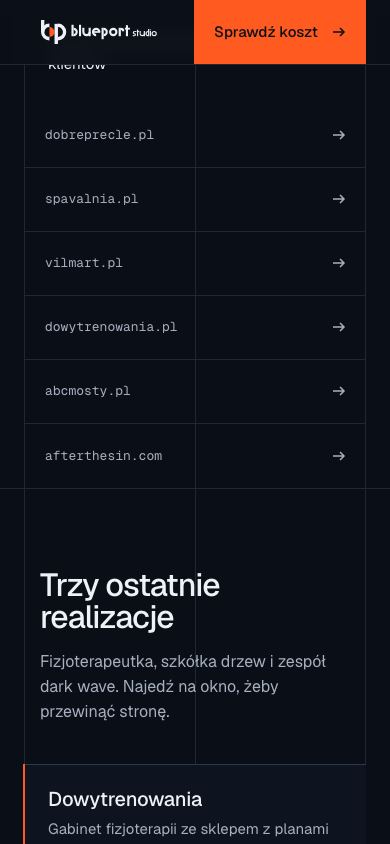 blueport studio
Sprawdź koszt →
klientów
dobreprecle.pl →
spavalnia.pl →
vilmart.pl →
dowytrenowania.pl →
abcmosty.pl →
afterthesin.com →
Trzy ostatnie
realizacje
Fizjoterapeutka, szkółka drzew i zespół
dark wave. Najedź na okno, żeby
przewinąć stronę.
Dowytrenowania
Gabinet fizjoterapii ze sklepem z planami